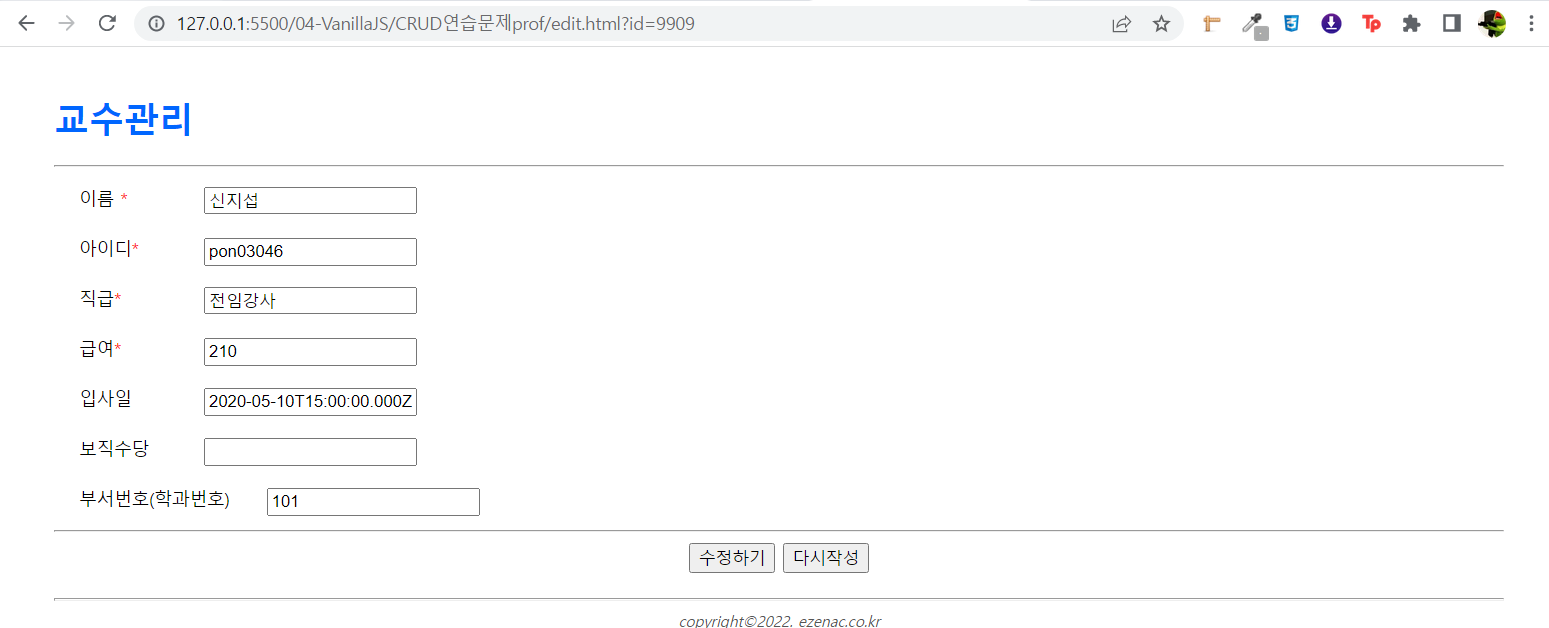 127.0.0.1:5500/04-VanillaJS/CRUD연습문제prof/edit.html?id=9909
Tp
교수관리
이름 * 신지섭
아이디* pon03046
직급* 전임강사
급여* 210
입사일 2020-05-10T15:00:00.000Z
보직수당
부서번호(학과번호) 101
수정하기 다시작성
copyright©2022. ezenac.co.kr